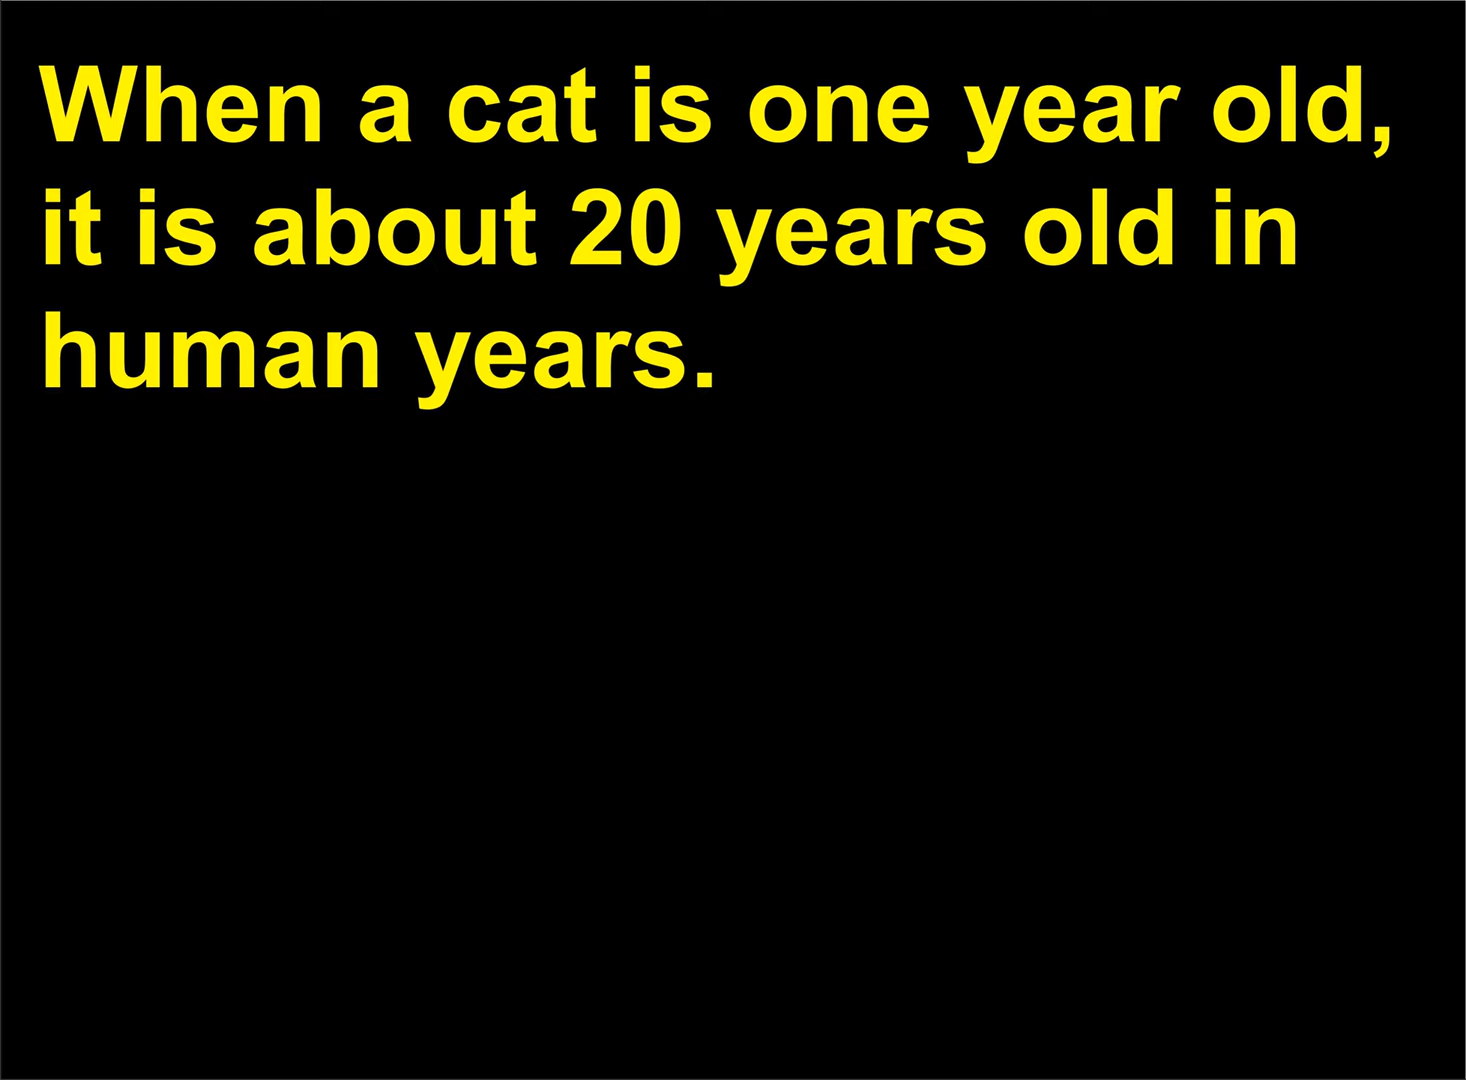 When a cat is one year old,
it is about 20 years old in
human years.